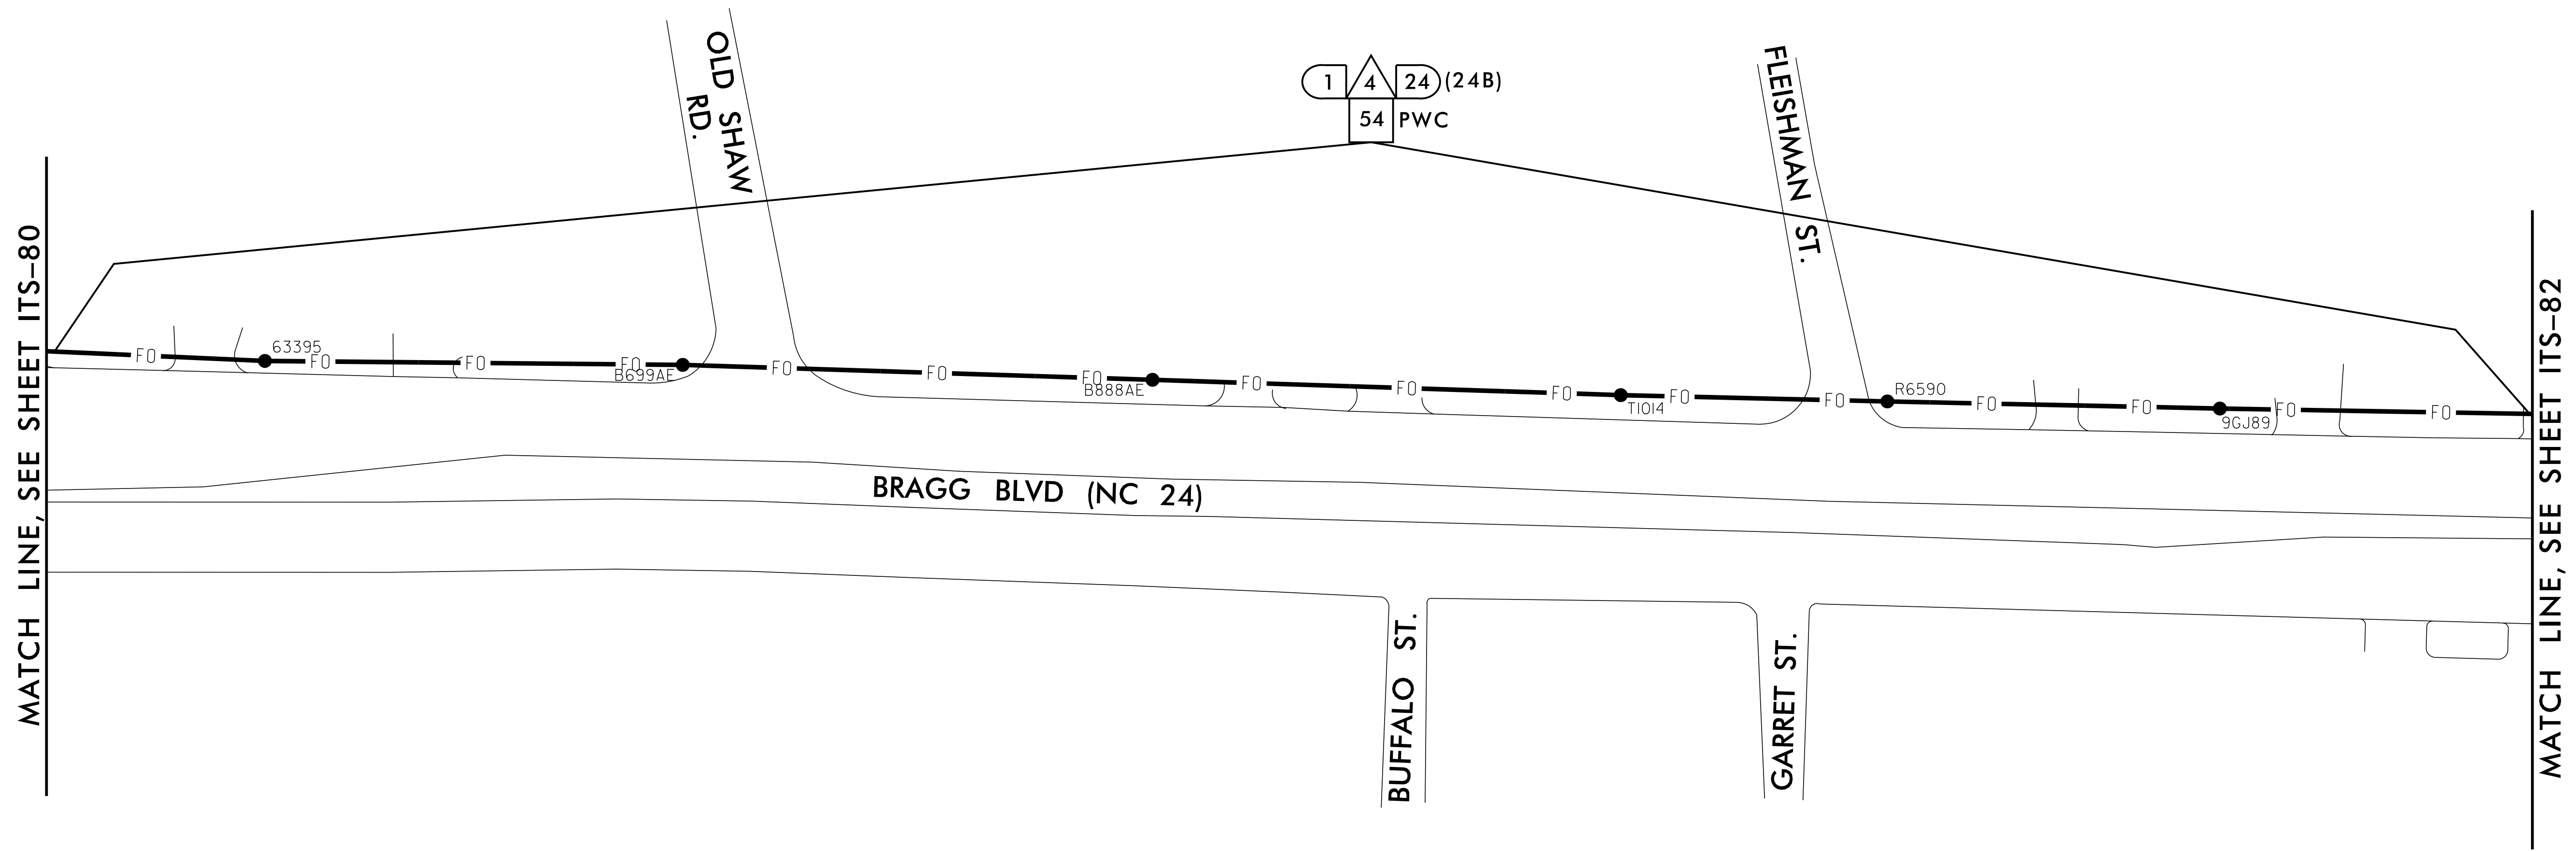 OLD SHAW
RD.
1 4 24 (24B)
54 PWC
FLEISHMAN ST.
MATCH LINE, SEE SHEET ITS-80
MATCH LINE, SEE SHEET ITS-82
FO 63395 FO FO FO B699AE FO FO FO B888AE FO FO FO T1014 FO FO R6590 FO FO 9GJ89 FO FO
BRAGG BLVD (NC 24)
BUFFALO ST.
GARRET ST.